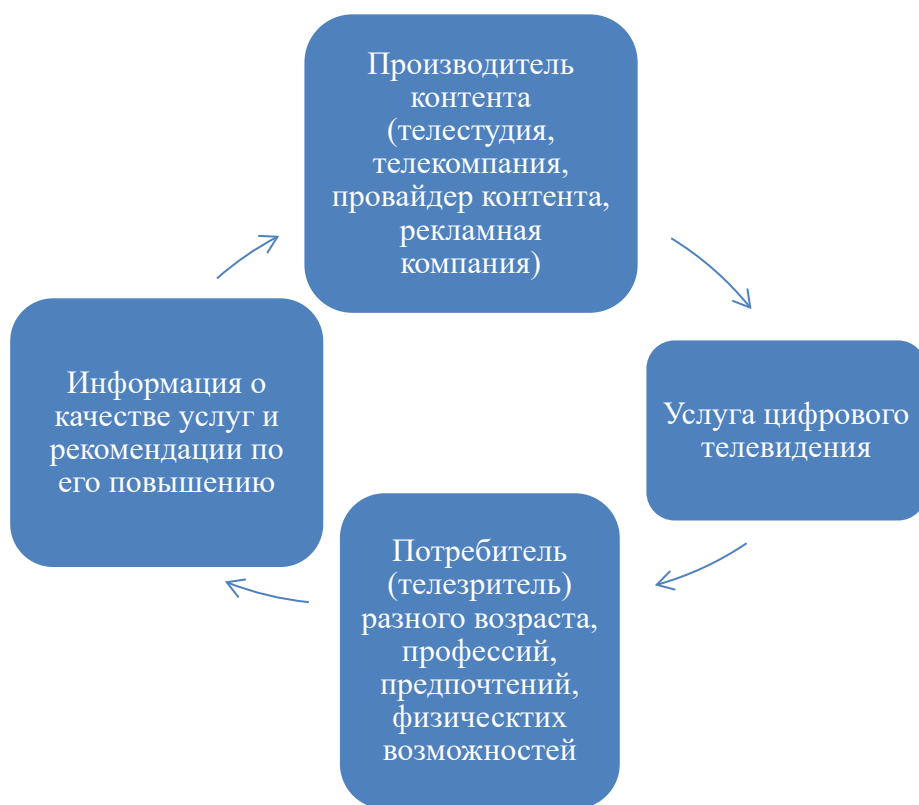 Производитель
контента
(телестудия,
телекомпания,
провайдер контента,
рекламная
компания)
Услуга цифрового
телевидения
Потребитель
(телезритель)
разного возраста,
профессий,
предпочтений,
физическтих
возможностей
Информация о
качестве услуг и
рекомендации по
его повышению